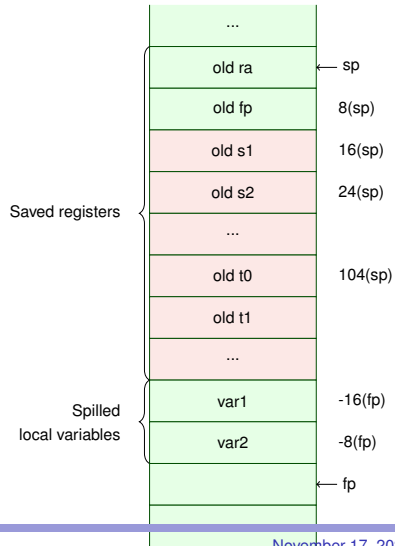 ...
old ra
sp
old fp
8(sp)
old s1
16(sp)
old s2
24(sp)
Saved registers
...
old t0
104(sp)
old t1
...
var1
-16(fp)
Spilled
local variables
var2
-8(fp)
fp